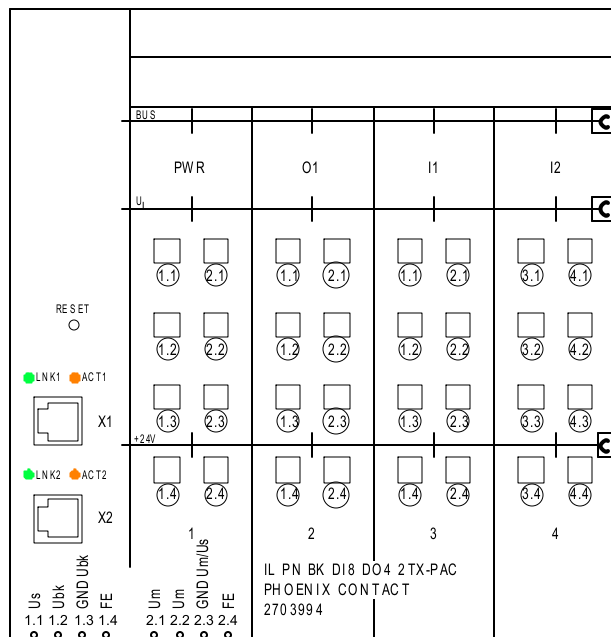 BUS
PWR O1 I1 I2
UL
1.1 2.1 1.1 2.1 1.1 2.1 3.1 4.1
RESET
1.2 2.2 1.2 2.2 1.2 2.2 3.2 4.2
LNK1 ACT1
X1
1.3 2.3 1.3 2.3 1.3 2.3 3.3 4.3
+24V
LNK2 ACT2
1.4 2.4 1.4 2.4 1.4 2.4 3.4 4.4
X2
1 2 3 4
IL PN BK DI8 DO4 2TX-PAC
PHOENIX CONTACT
2703994
Us Ubk GND Ubk FE Um Um GND Um/Us FE
1.1 1.2 1.3 1.4 2.1 2.2 2.3 2.4